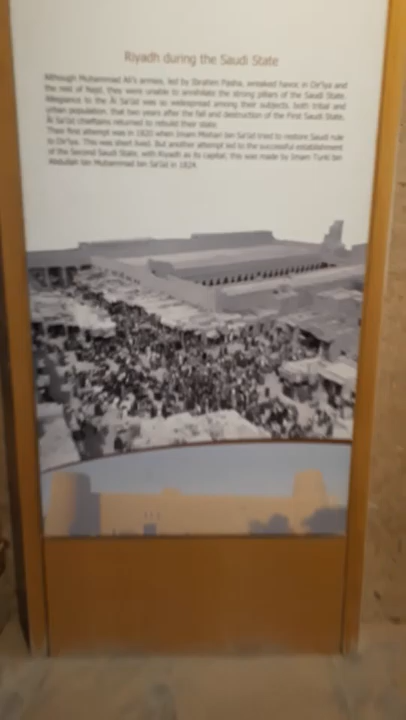 Riyadh during the Saudi State
Although Muhammad Ali's armies, led by Ibrahim Pasha, wreaked havoc in Dir'iya and
the rest of Najd, they were unable to annihilate the strong pillars of the Saudi State.
Allegiance to the Āl Sa'ūd was so widespread among their subjects, both tribal and
urban population, that two years after the fall and destruction of the First Saudi State,
Āl Sa'ūd chieftains returned to rebuild their state.
Their first attempt was in 1820 when Imam Mishari bin Sa'ūd tried to restore Saudi rule
to Dir'iya. This was short lived. But another attempt led to the successful establishment
of the Second Saudi State, with Riyadh as its capital; this was made by Imam Turki bin
Abdullah bin Muhammad bin Sa'ūd in 1824.